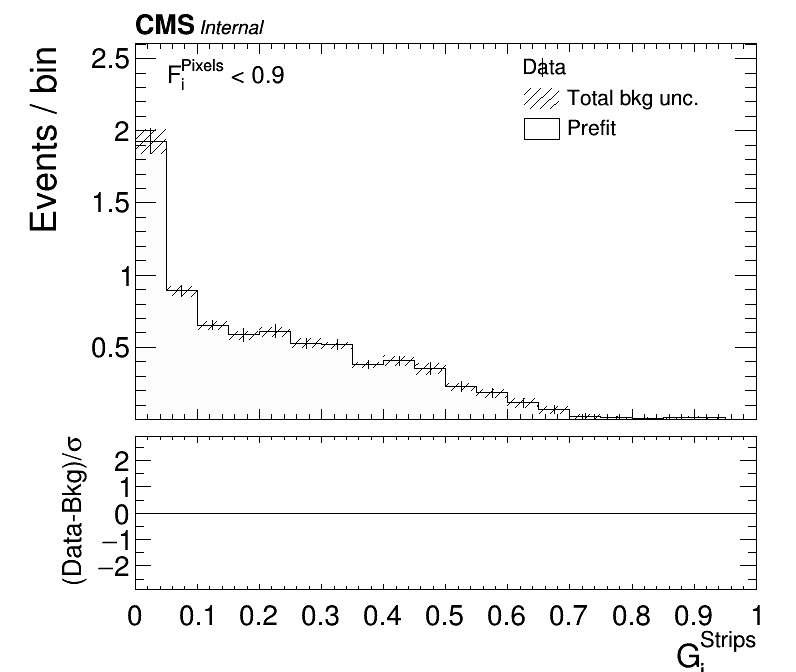 CMS Internal
F_i^Pixels < 0.9
Data
Total bkg unc.
Prefit
Events / bin
2.5
2
1.5
1
0.5
(Data-Bkg)/σ
2
1
0
−1
−2
0 0.1 0.2 0.3 0.4 0.5 0.6 0.7 0.8 0.9 1
G_i^Strips